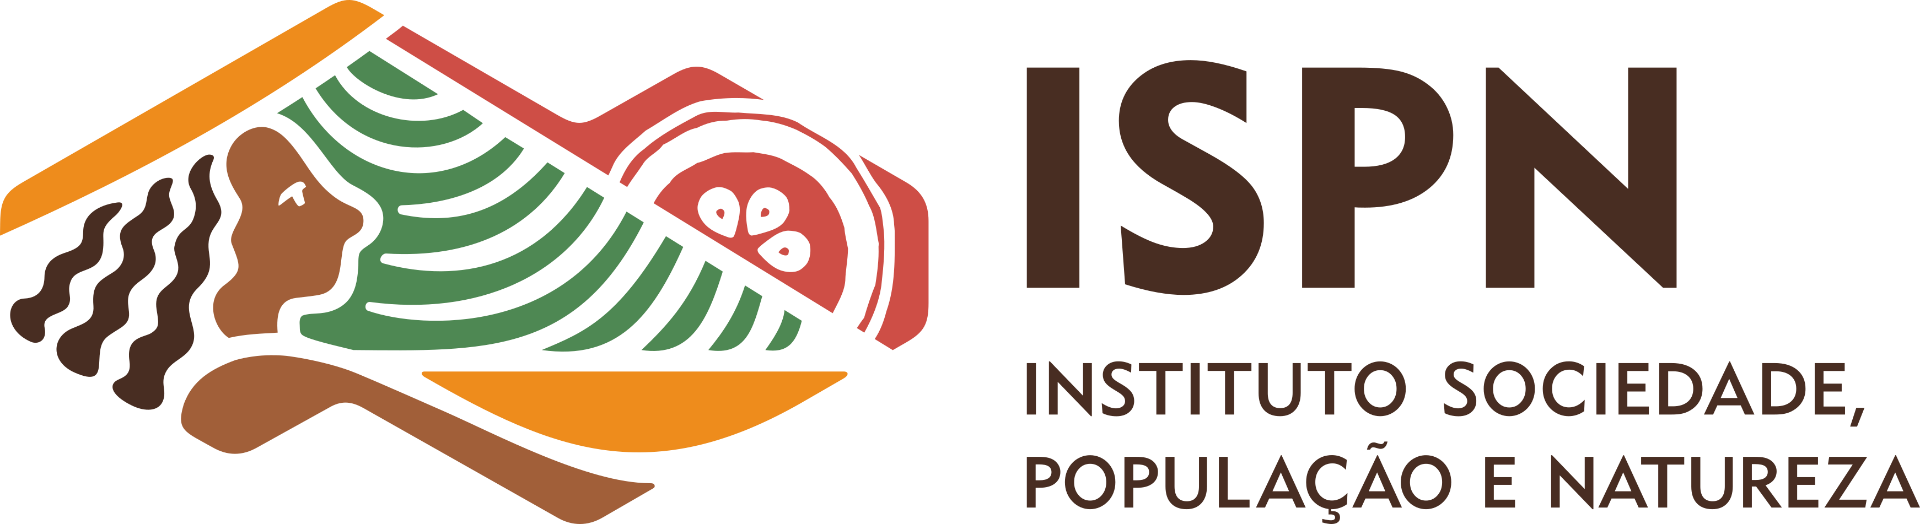 ISPN
INSTITUTO SOCIEDADE,
POPULAÇÃO E NATUREZA